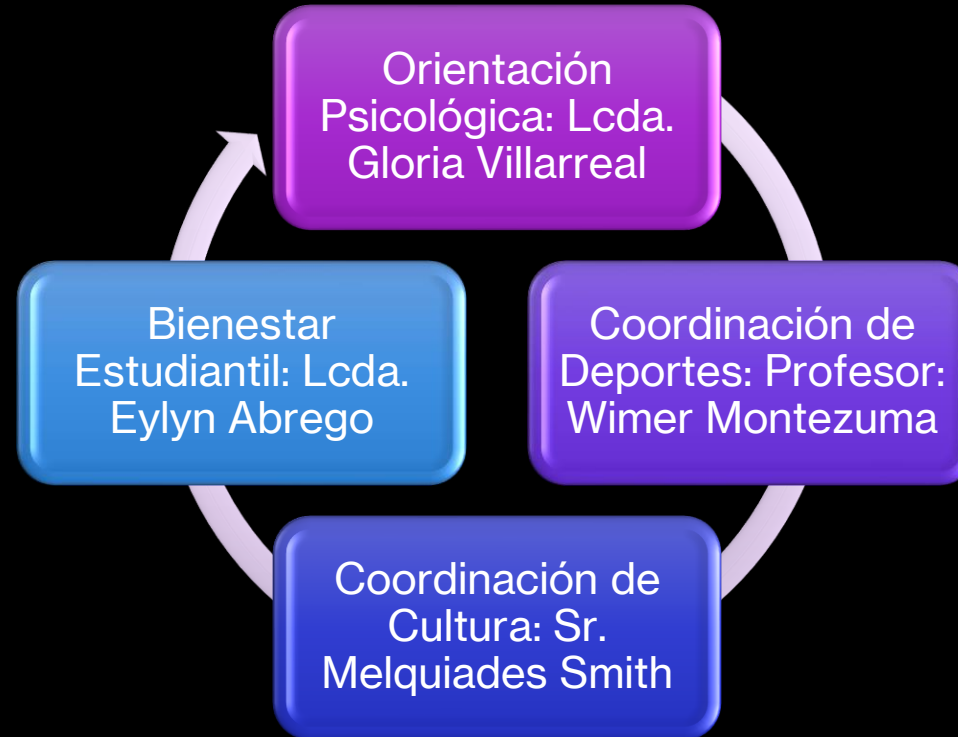 Orientación
Psicológica: Lcda.
Gloria Villarreal
Coordinación de
Deportes: Profesor:
Wimer Montezuma
Coordinación de
Cultura: Sr.
Melquiades Smith
Bienestar
Estudiantil: Lcda.
Eylyn Abrego